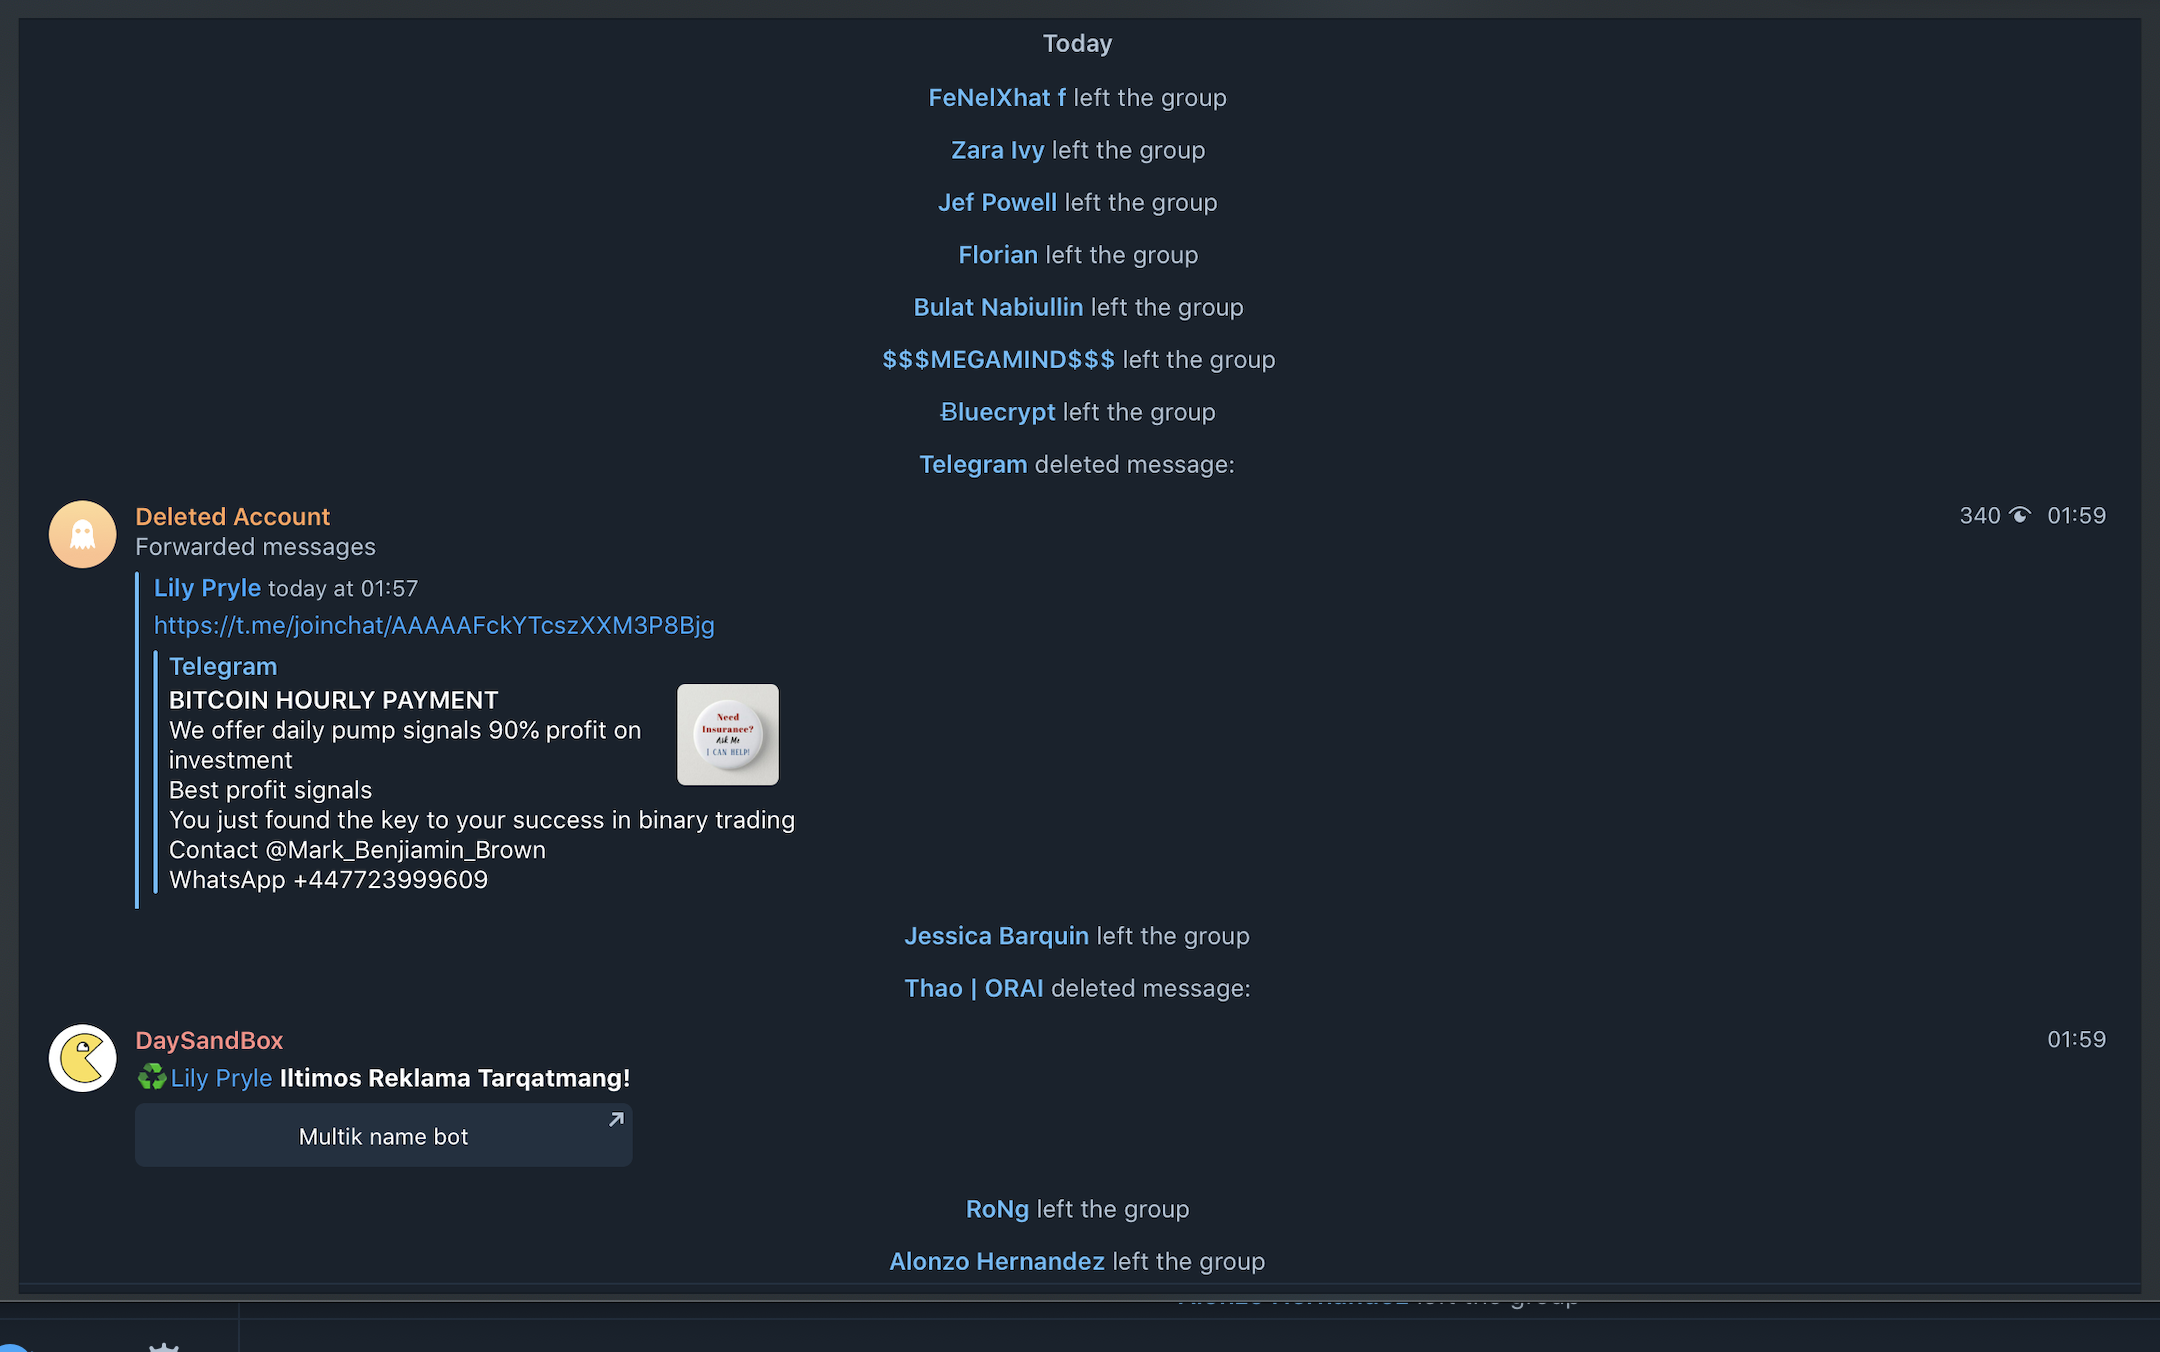 Today
FeNelXhat f left the group
Zara Ivy left the group
Jef Powell left the group
Florian left the group
Bulat Nabiullin left the group
$$$MEGAMIND$$$ left the group
Ƀluecrypt left the group
Telegram deleted message:
Deleted Account
340 01:59
Forwarded messages
Lily Pryle today at 01:57
https://t.me/joinchat/AAAAAFckYTcszXXM3P8Bjg
Telegram
BITCOIN HOURLY PAYMENT
We offer daily pump signals 90% profit on
investment
Best profit signals
You just found the key to your success in binary trading
Contact @Mark_Benjiamin_Brown
WhatsApp +447723999609
Need
Insurance?
Ask Me
I CAN HELP!
Jessica Barquin left the group
Thao | ORAI deleted message:
DaySandBox
01:59
♻️Lily Pryle Iltimos Reklama Tarqatmang!
Multik name bot
RoNg left the group
Alonzo Hernandez left the group